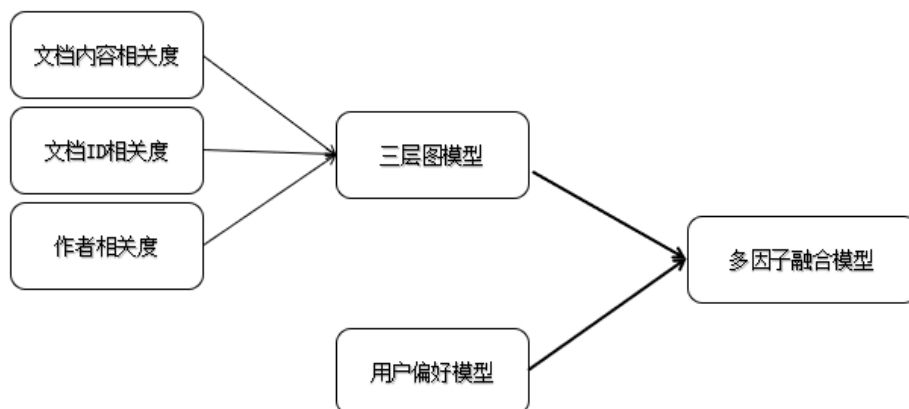 文档内容相关度
文档ID相关度
作者相关度
三层图模型
用户偏好模型
多因子融合模型